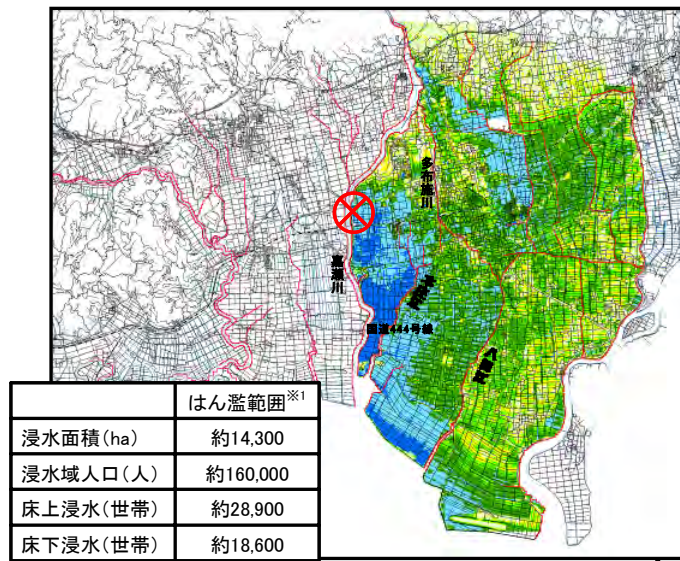 多布施川
嘉瀬川
国道444号線
八田江
はん濫範囲※1
浸水面積(ha) 約14,300
浸水域人口(人) 約160,000
床上浸水(世帯) 約28,900
床下浸水(世帯) 約18,600